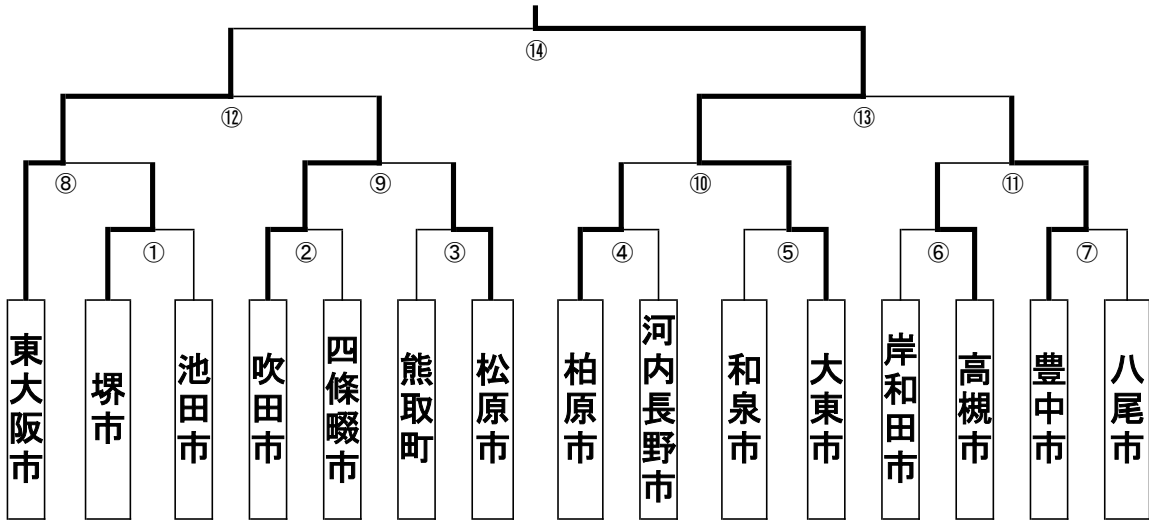 ⑭
⑫
⑬
⑧
⑨
⑩
⑪
①
②
③
④
⑤
⑥
⑦
東大阪市
堺市
池田市
吹田市
四條畷市
熊取町
松原市
柏原市
河内長野市
和泉市
大東市
岸和田市
高槻市
豊中市
八尾市